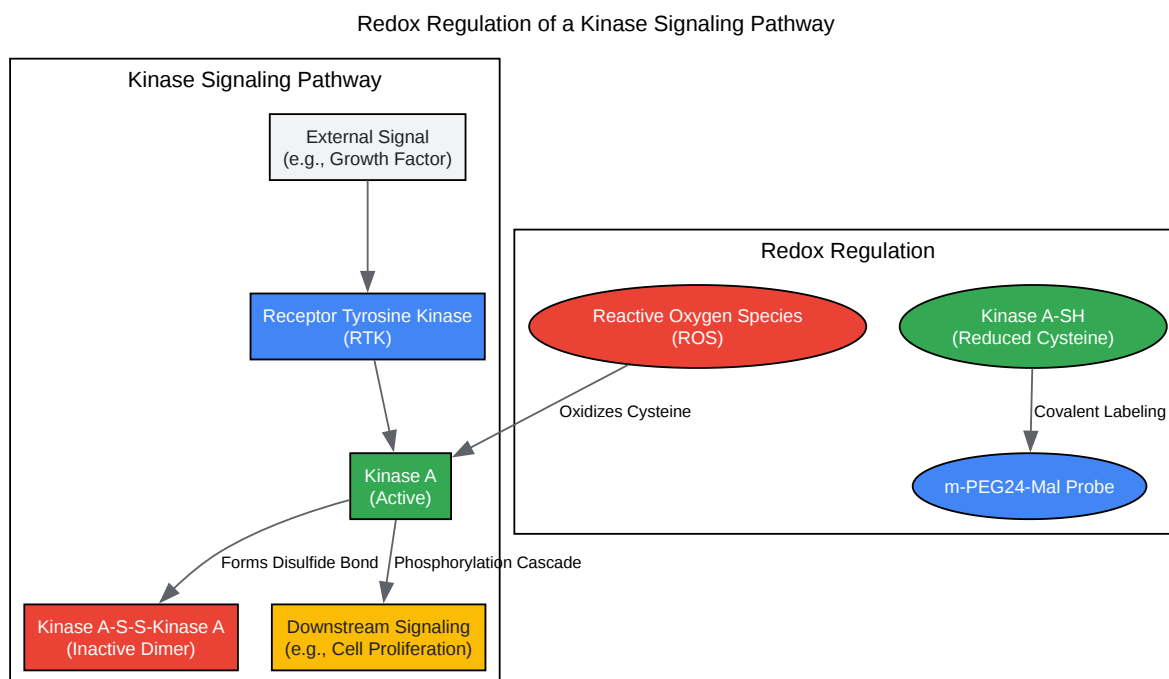 Redox Regulation of a Kinase Signaling Pathway
Kinase Signaling Pathway
External Signal
(e.g., Growth Factor)
Redox Regulation
Receptor Tyrosine Kinase
(RTK)
Reactive Oxygen Species
(ROS)
Kinase A-SH
(Reduced Cysteine)
Oxidizes Cysteine
Covalent Labeling
Kinase A
(Active)
m-PEG24-Mal Probe
Forms Disulfide Bond
Phosphorylation Cascade
Kinase A-S-S-Kinase A
(Inactive Dimer)
Downstream Signaling
(e.g., Cell Proliferation)